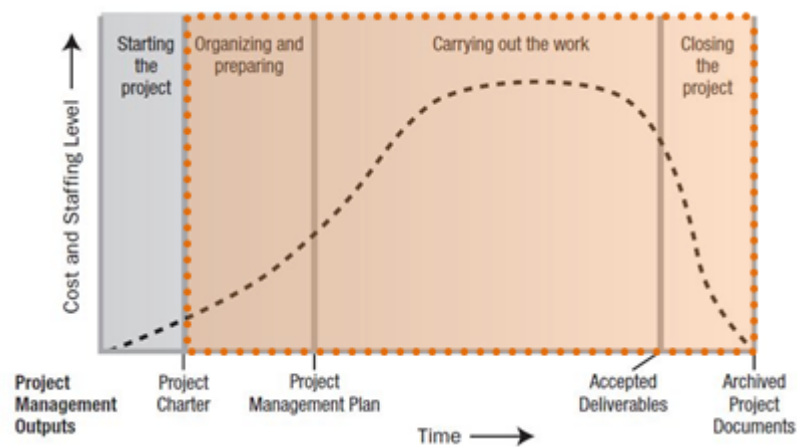 Starting
the
project
Organizing and
preparing
Carrying out the work
Closing
the
project
Cost and Staffing Level
Project
Management
Outputs
Project
Charter
Project
Management Plan
Accepted
Deliverables
Archived
Project
Documents
Time